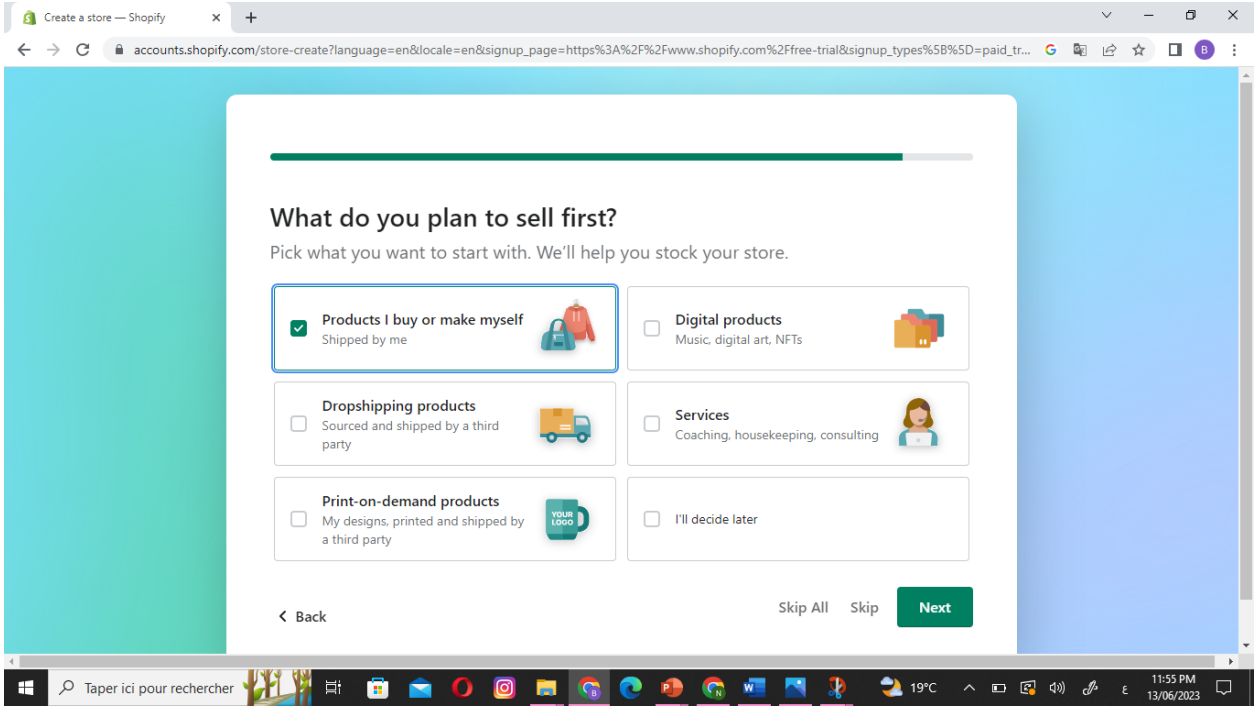 Create a store — Shopify
accounts.shopify.com/store-create?language=en&locale=en&signup_page=https%3A%2F%2Fwww.shopify.com%2Ffree-trial&signup_types%5B%5D=paid_tr...
B
What do you plan to sell first?
Pick what you want to start with. We'll help you stock your store.
Products I buy or make myself
Shipped by me
Digital products
Music, digital art, NFTs
Dropshipping products
Sourced and shipped by a third
party
Services
Coaching, housekeeping, consulting
Print-on-demand products
My designs, printed and shipped by
a third party
YOUR
LOGO
I'll decide later
Back
Skip All
Skip
Next
Taper ici pour rechercher
19°C
ع
11:55 PM
13/06/2023